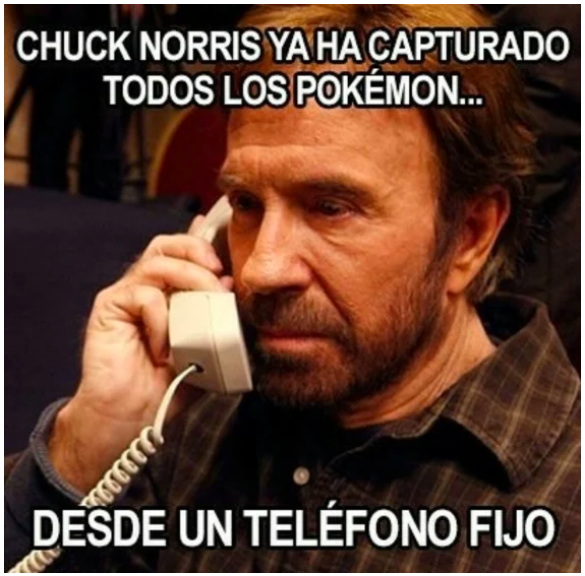 CHUCK NORRIS YA HA CAPTURADO
TODOS LOS POKÉMON...
DESDE UN TELÉFONO FIJO